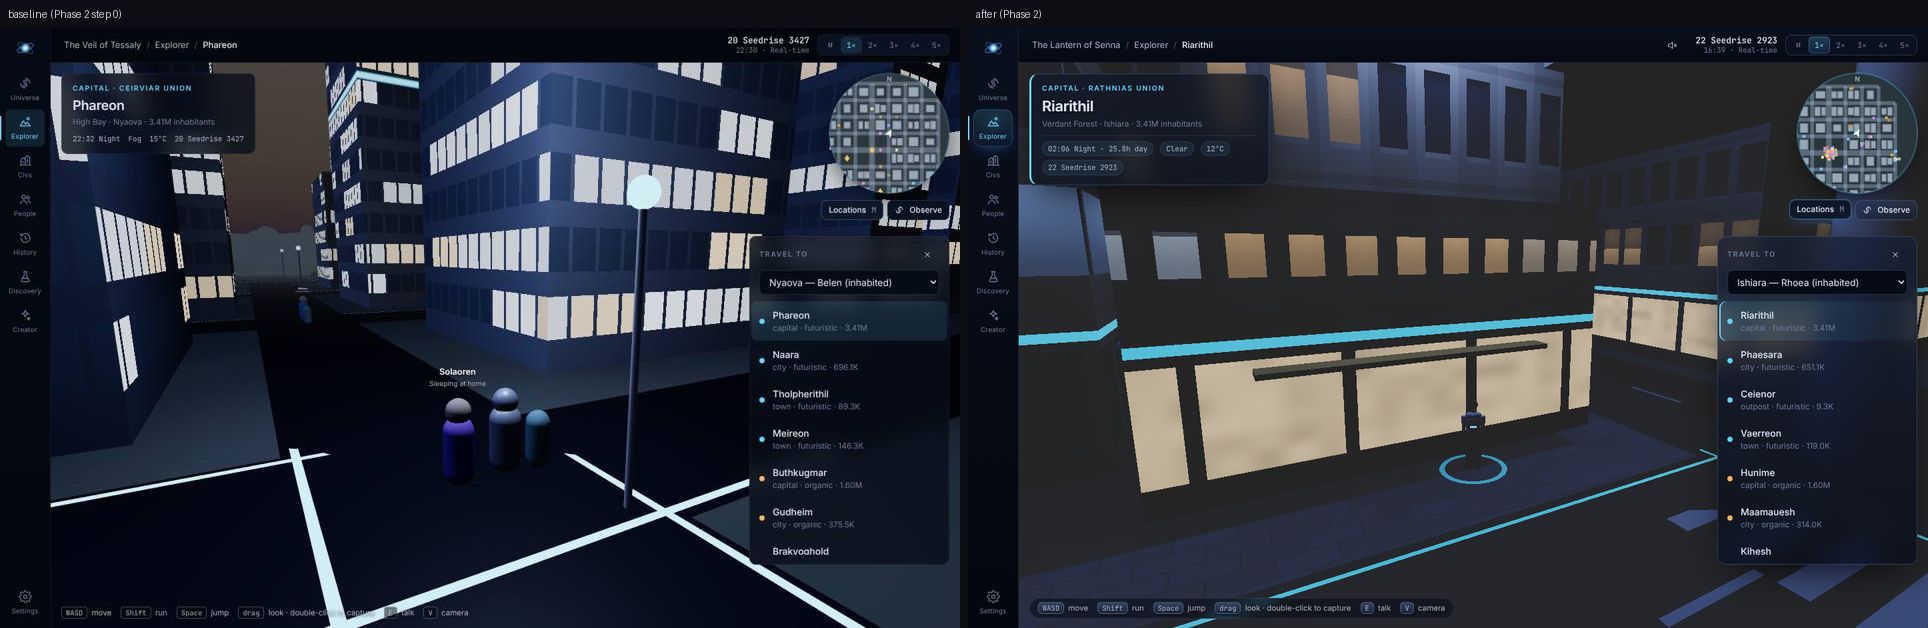 baseline (Phase 2 step 0)
The Veil of Tessaly / Explorer / Phareon
20 Seedrise 3427
22:30 · Real-time
1× 2× 3× 4× 5×
Universe
Explorer
Civs
People
History
Discovery
Creator
Settings
CAPITAL · CEIRVIAR UNION
Phareon
High Bay · Nyaova · 3.41M inhabitants
22:32 Night Fog 15°C 20 Seedrise 3427
N
Locations M
Observe
TRAVEL TO ×
Nyaova — Belen (inhabited)
Phareon
capital · futuristic · 3.41M
Naara
city · futuristic · 696.1K
Tholpherithil
town · futuristic · 89.3K
Meireon
town · futuristic · 146.3K
Buthkugmar
capital · organic · 1.60M
Gudheim
city · organic · 375.5K
Brakvoghold
Solaoren
Sleeping at home
WASD move Shift run Space jump drag look · double-click to capture E talk V camera
after (Phase 2)
The Lantern of Senna / Explorer / Riarithil
22 Seedrise 2923
16:39 · Real-time
1× 2× 3× 4× 5×
Universe
Explorer
Civs
People
History
Discovery
Creator
Settings
CAPITAL · RATHNIAS UNION
Riarithil
Verdant Forest · Ishiara · 3.41M inhabitants
02:06 Night · 25.8h day Clear 12°C
22 Seedrise 2923
N
Locations M
Observe
TRAVEL TO ×
Ishiara — Rhoea (inhabited)
Riarithil
capital · futuristic · 3.41M
Phaesara
city · futuristic · 651.1K
Ceienor
outpost · futuristic · 9.3K
Vaerreon
town · futuristic · 119.0K
Hunime
capital · organic · 1.60M
Maamauesh
city · organic · 314.0K
Kihesh
WASD move Shift run Space jump drag look · double-click to capture E talk V camera